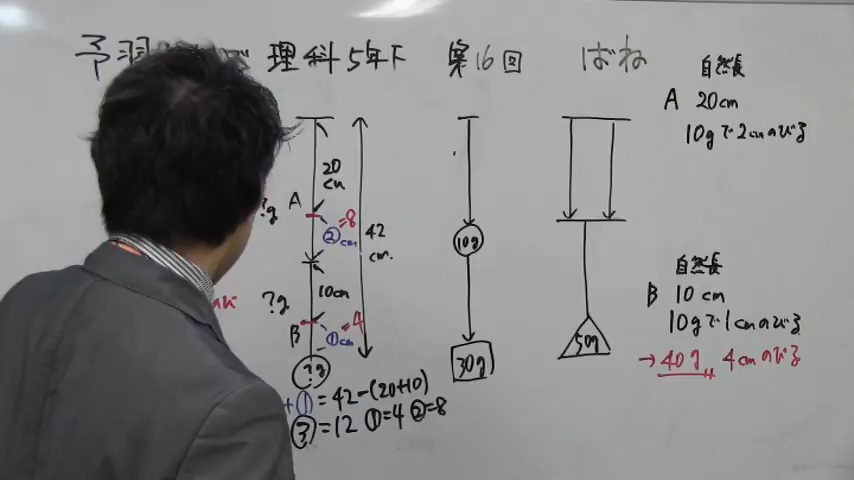 予習
理科5年下 第16回 ばね
自然長
A 20cm
10gで2cmのびる
20
cm
A
?g
②cm
=8
42
cm.
10cm
?g
B
①cm
=4
?g
+① = 42-(20+10)
③=12 ①=4 ②=8
10g
30g
50g
自然長
B 10cm
10gで1cmのびる
→40g 4cmのびる